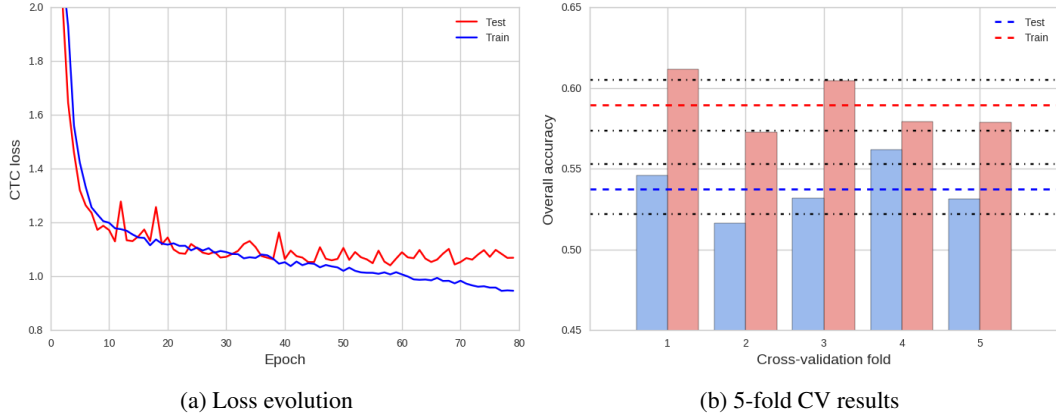 2.0
1.8
1.6
1.4
1.2
1.0
0.8
CTC loss
0
10
20
30
40
50
60
70
80
Epoch
Test
Train
(a) Loss evolution
0.65
0.60
0.55
0.50
0.45
Overall accuracy
1
2
3
4
5
Cross-validation fold
Test
Train
(b) 5-fold CV results